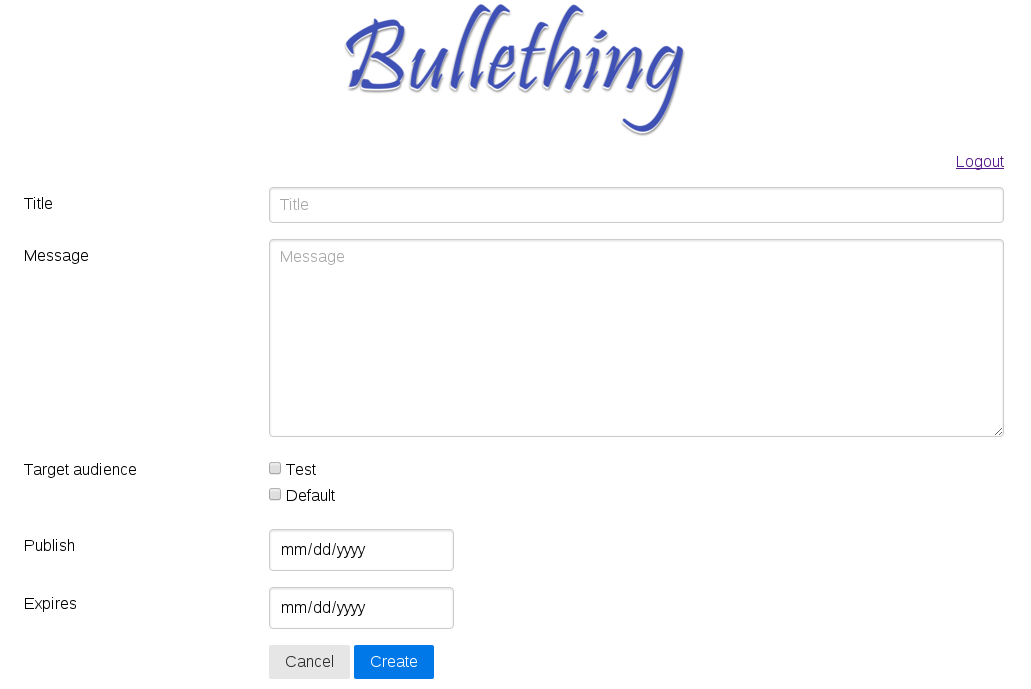 Bullething
Logout
Title Title
Message Message
Target audience Test
Default
Publish mm/dd/yyyy
Expires mm/dd/yyyy
Cancel Create